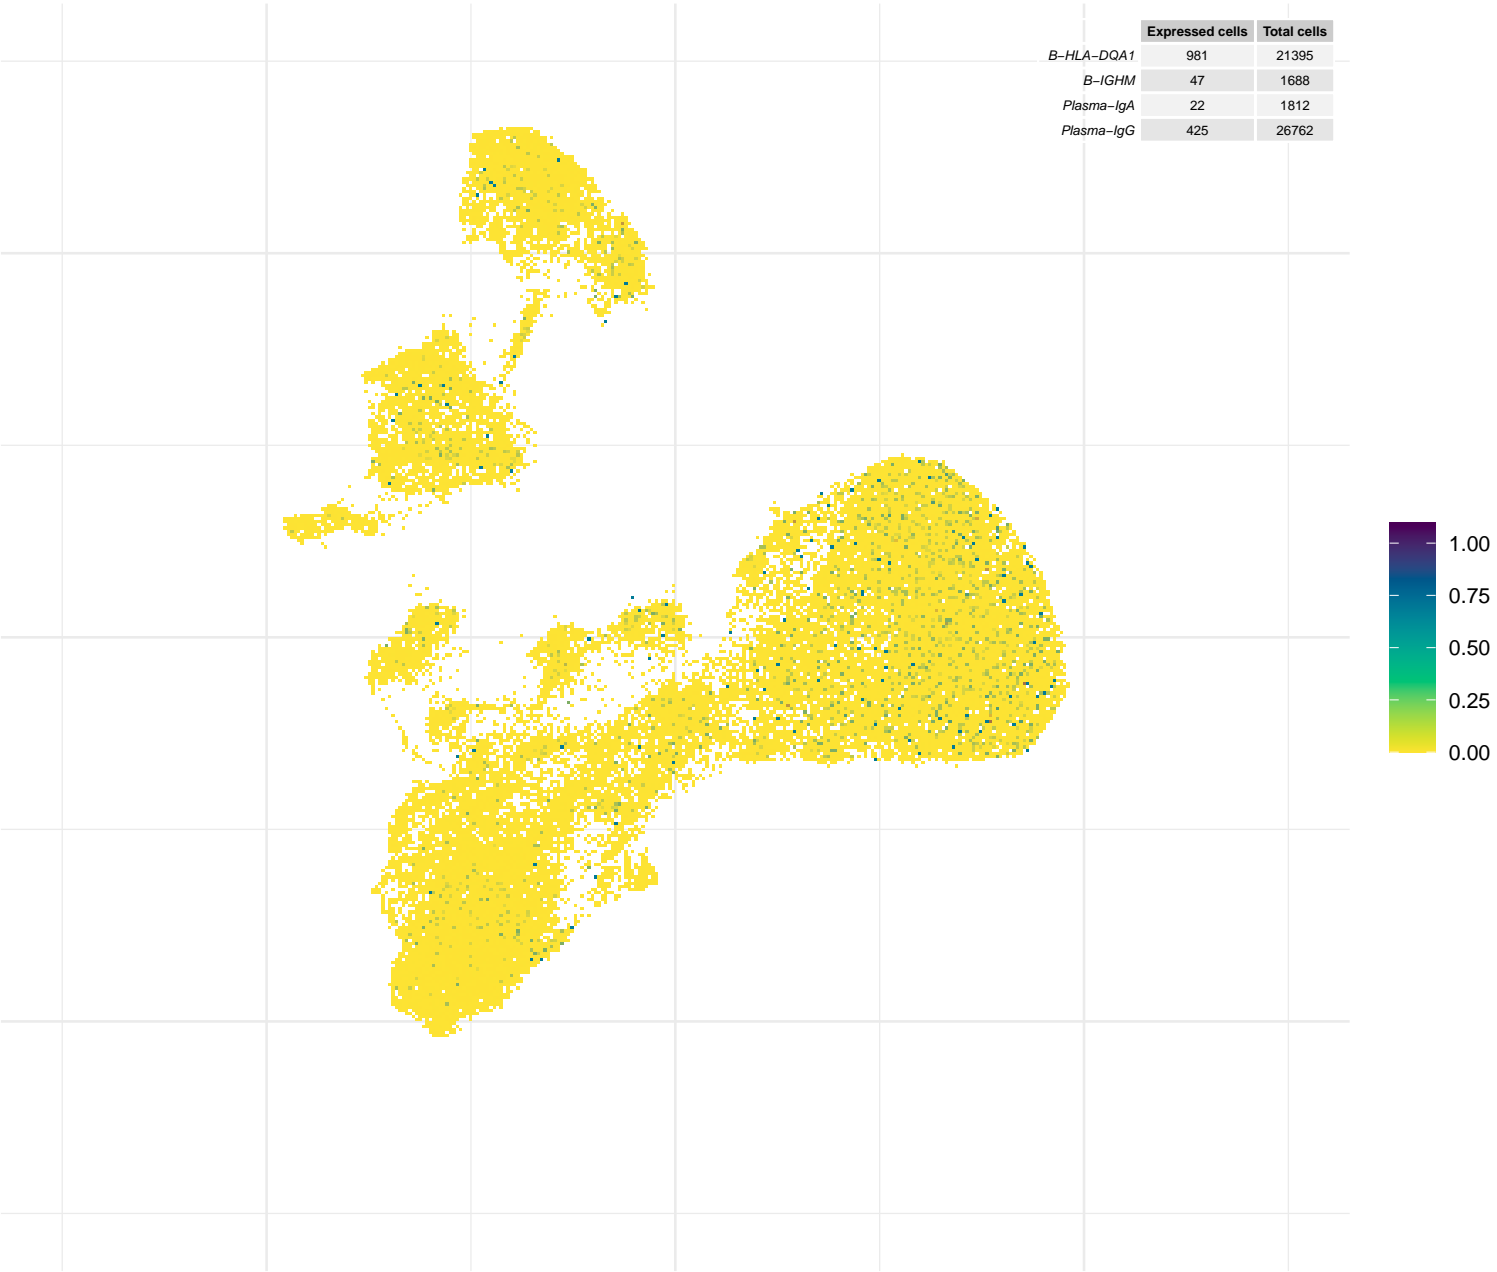 Expressed cells Total cells
B−HLA−DQA1 981 21395
B−IGHM 47 1688
Plasma−IgA 22 1812
Plasma−IgG 425 26762
1.00
0.75
0.50
0.25
0.00